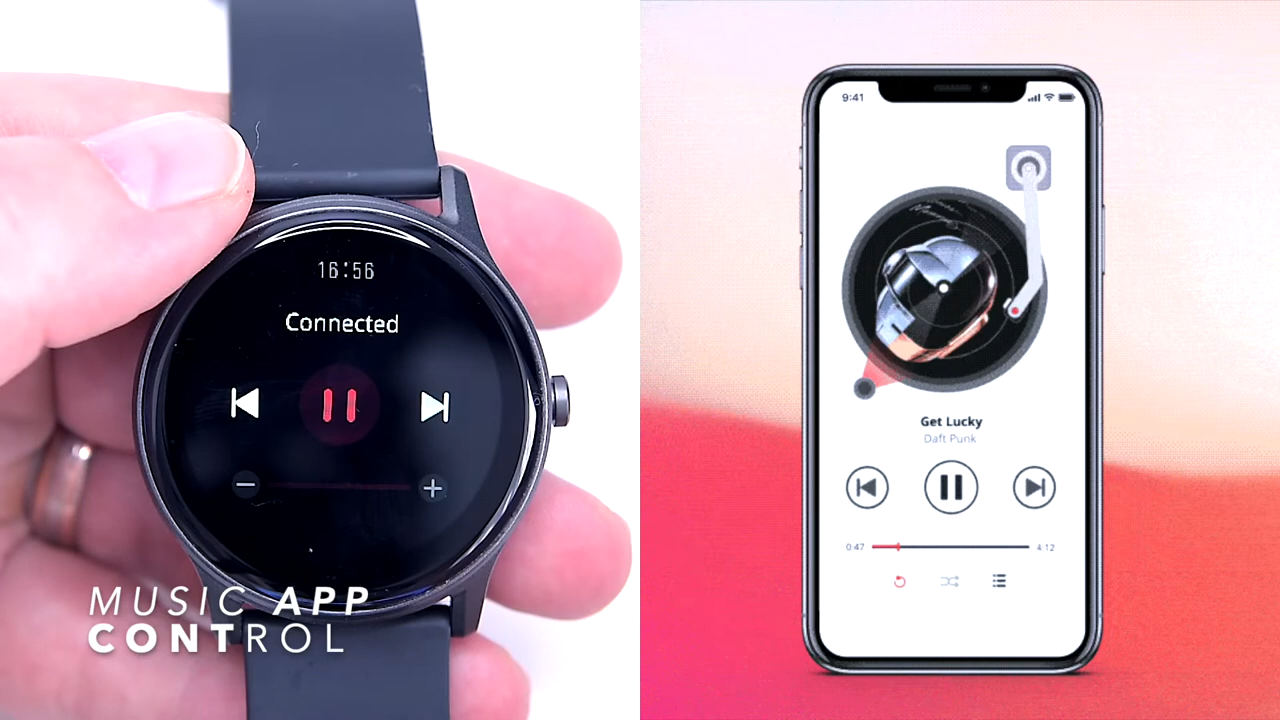 16:56
Connected
MUSIC APP
CONTROL
9:41
Get Lucky
Daft Punk
0:47
4:12